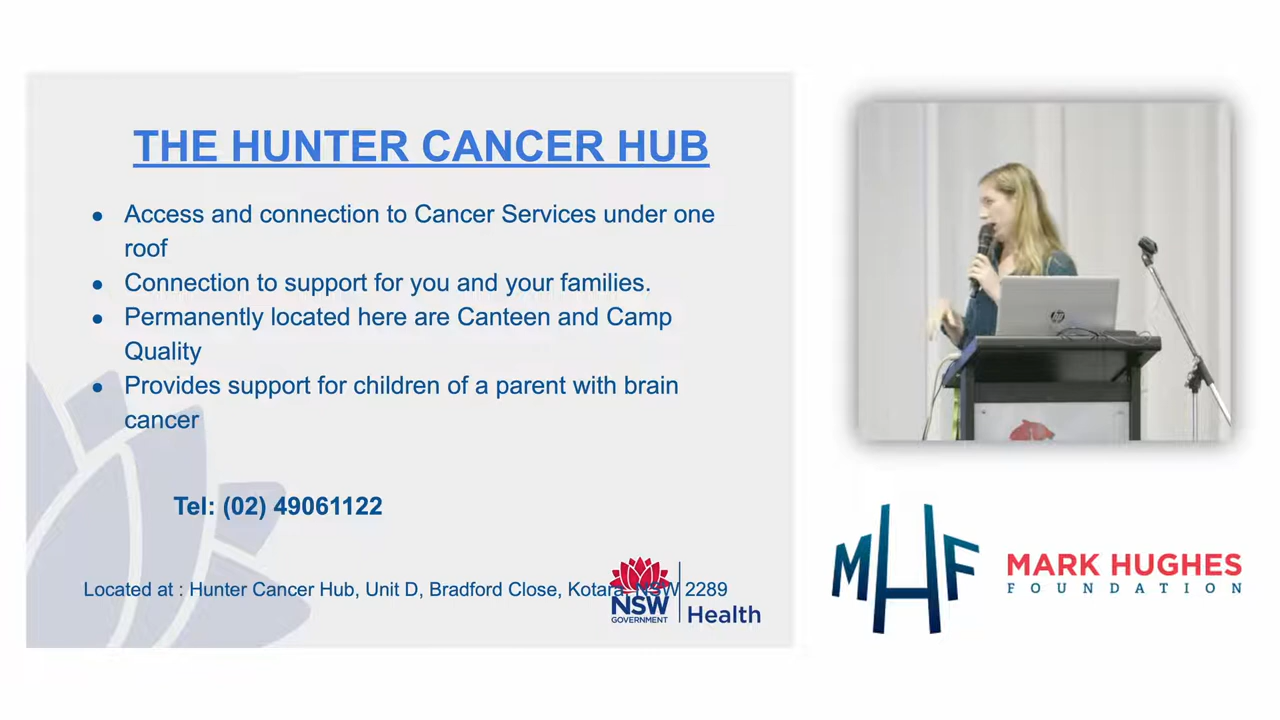 THE HUNTER CANCER HUB
● Access and connection to Cancer Services under one
roof
● Connection to support for you and your families.
● Permanently located here are Canteen and Camp
Quality
● Provides support for children of a parent with brain
cancer
Tel: (02) 49061122
Located at : Hunter Cancer Hub, Unit D, Bradford Close, Kotara, NSW 2289
NSW
GOVERNMENT
Health
hp
MHF
MARK HUGHES
FOUNDATION